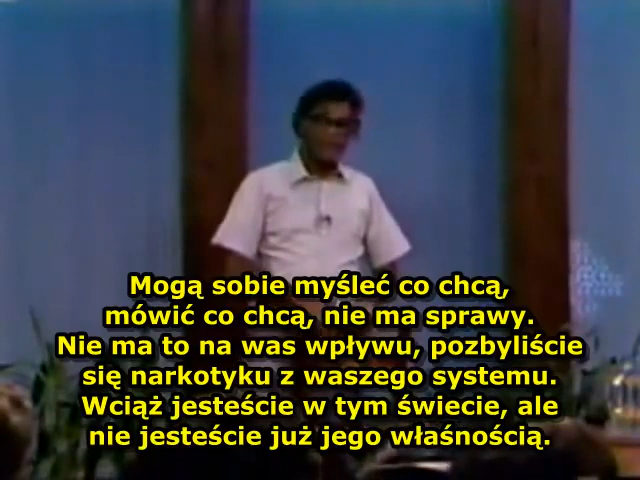 Mogą sobie myśleć co chcą,
mówić co chcą, nie ma sprawy.
Nie ma to na was wpływu, pozbyliście
się narkotyku z waszego systemu.
Wciąż jesteście w tym świecie, ale
nie jesteście już jego właśnością.